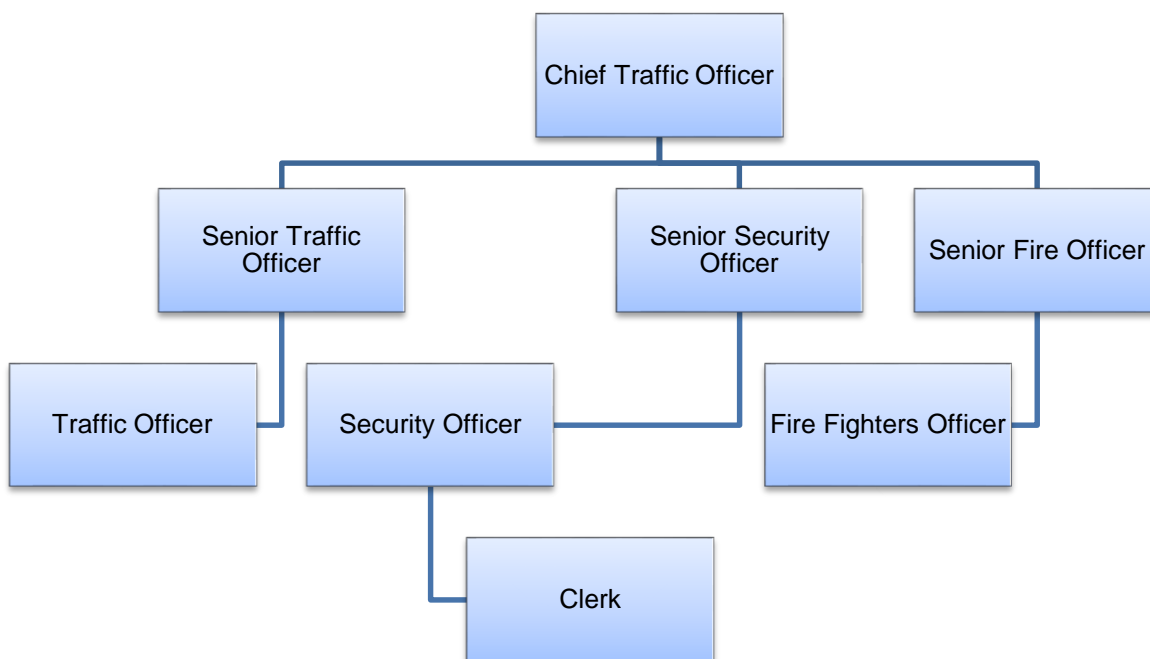 Chief Traffic Officer
Senior Traffic
Officer
Senior Security
Officer
Senior Fire Officer
Traffic Officer
Security Officer
Fire Fighters Officer
Clerk